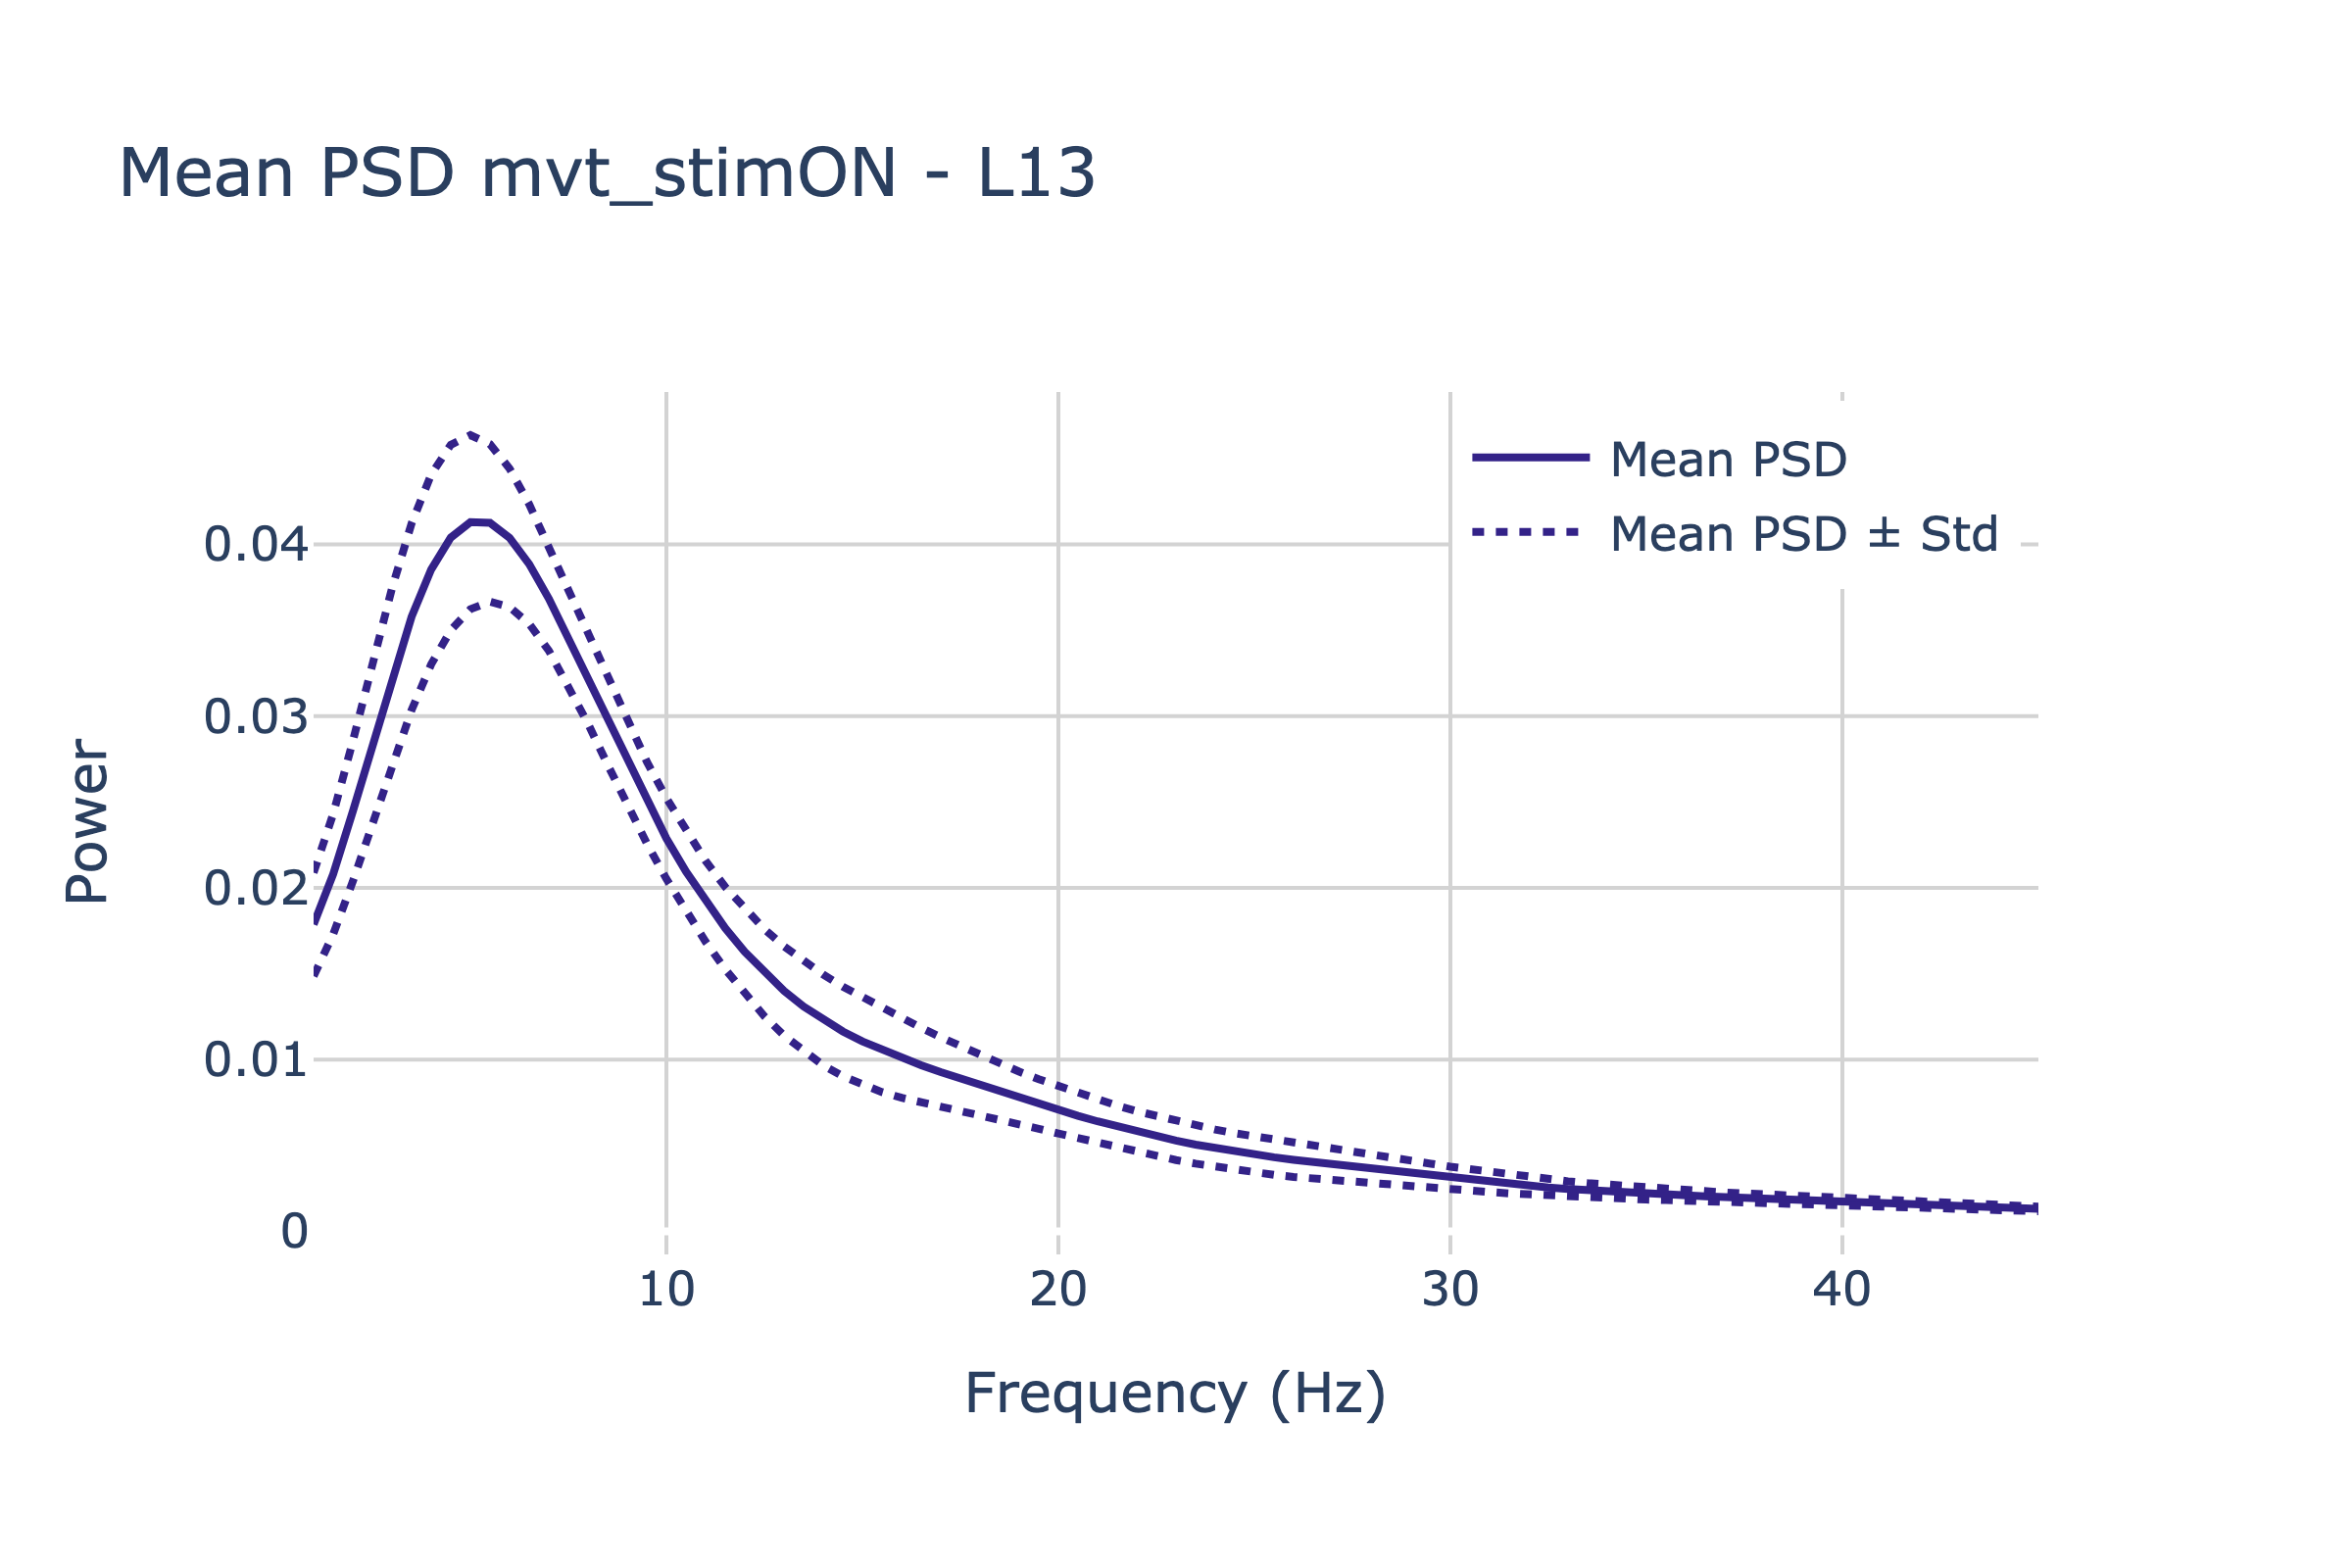 Mean PSD mvt_stimON - L13
Mean PSD
Mean PSD ± Std
0.04
0.03
0.02
0.01
0
Power
10
20
30
40
Frequency (Hz)